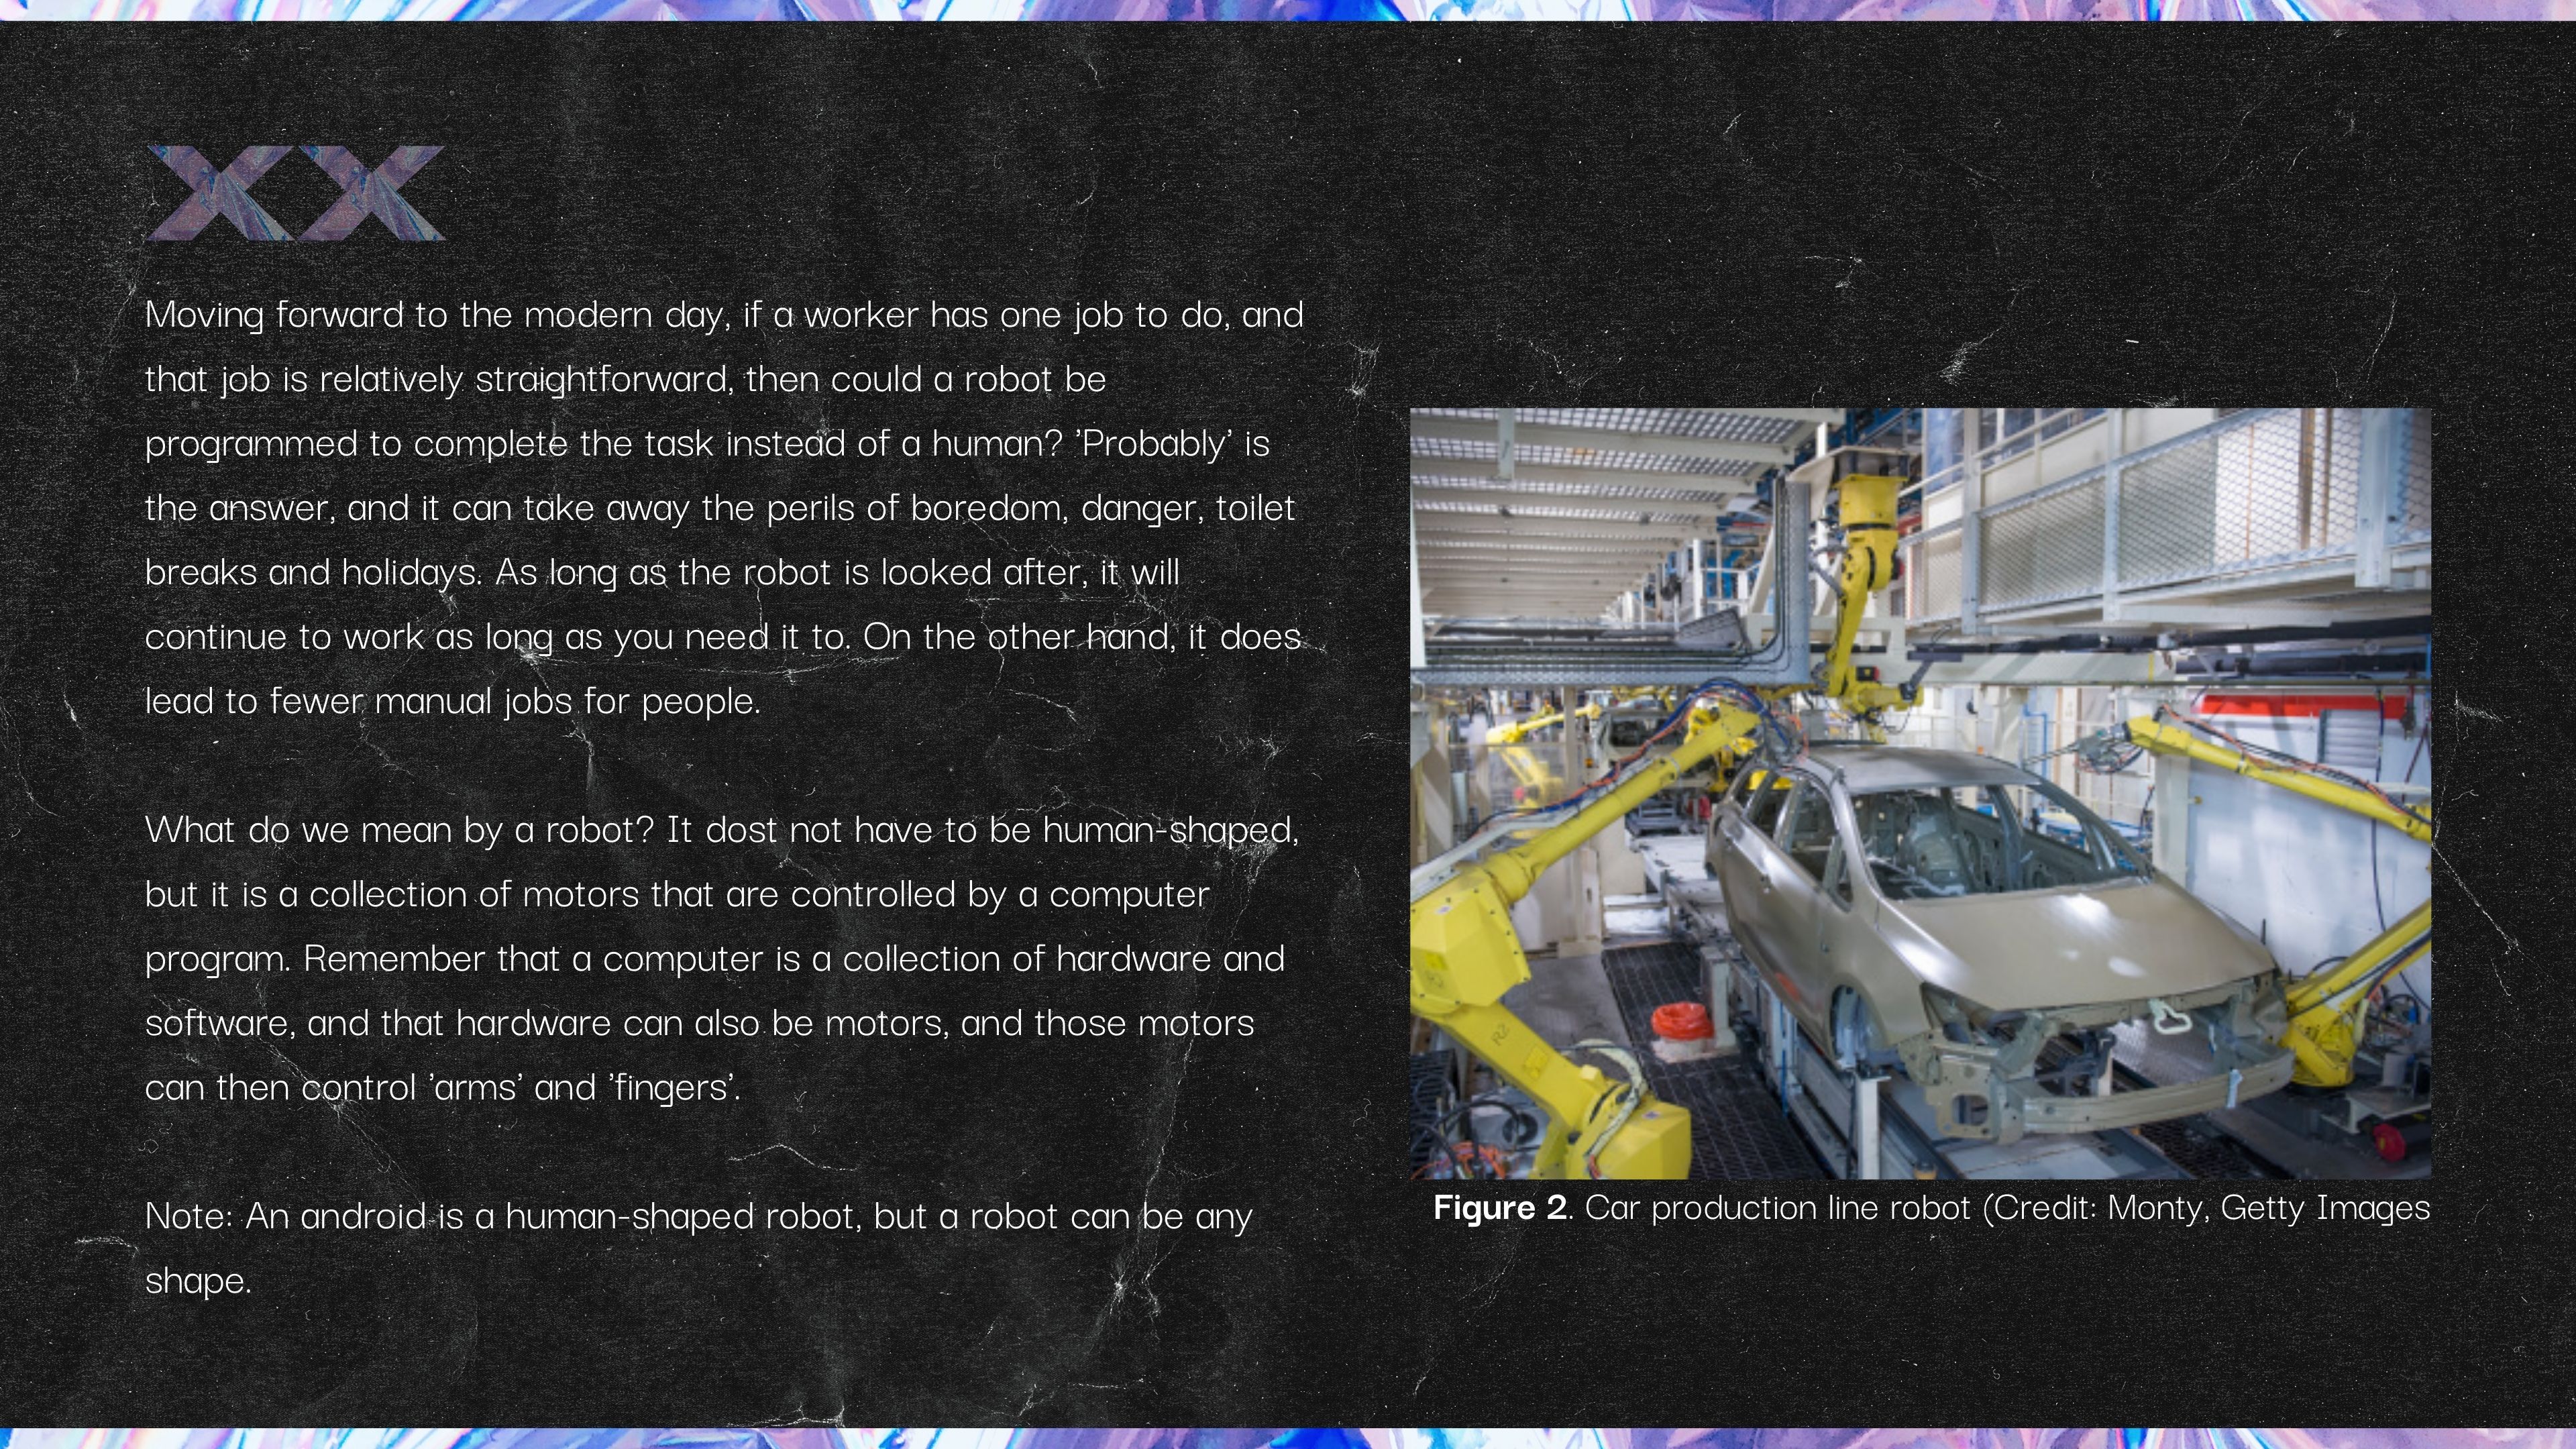 XX
Moving forward to the modern day, if a worker has one job to do, and
that job is relatively straightforward, then could a robot be
programmed to complete the task instead of a human? 'Probably' is
the answer, and it can take away the perils of boredom, danger, toilet
breaks and holidays. As long as the robot is looked after, it will
continue to work as long as you need it to. On the other hand, it does
lead to fewer manual jobs for people.
What do we mean by a robot? It dost not have to be human-shaped,
but it is a collection of motors that are controlled by a computer
program. Remember that a computer is a collection of hardware and
software, and that hardware can also be motors, and those motors
can then control 'arms' and 'fingers'.
Note: An android is a human-shaped robot, but a robot can be any
shape.
R2
Figure 2. Car production line robot (Credit: Monty, Getty Images